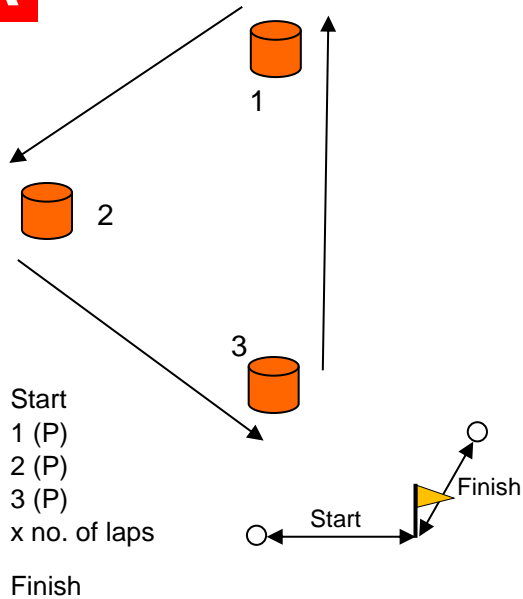 1
2
3
Start
1 (P)
2 (P)
3 (P)
x no. of laps
Finish
Start
Finish